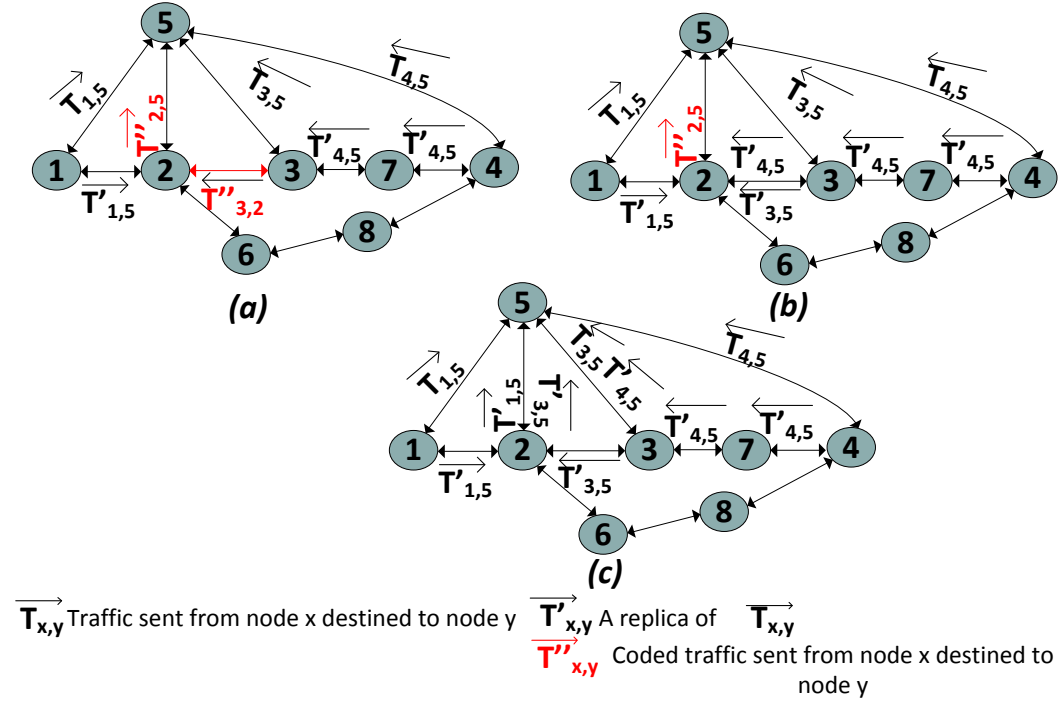 5
T1,5
T''2,5
T3,5
T4,5
1
2
3
7
4
T'4,5
T'4,5
T'1,5
T''3,2
6
8
(a)
5
T1,5
T''2,5
T3,5
T4,5
T'4,5
T'4,5
T'4,5
1
2
3
7
4
T'1,5
T'3,5
6
8
(b)
5
T1,5
T'1,5
T'3,5
T3,5
T'4,5
T4,5
T'4,5
T'4,5
1
2
3
7
4
T'1,5
T'3,5
6
8
(c)
Tx,y Traffic sent from node x destined to node y T'x,y A replica of Tx,y
T''x,y Coded traffic sent from node x destined to
node y